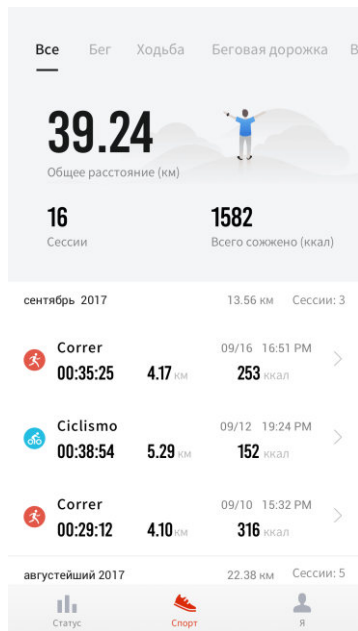 Все Бег Ходьба Беговая дорожка В
39.24
Общее расстояние (км)
16 1582
Сессии Всего сожжено (ккал)
сентябрь 2017 13.56 км Сессии: 3
Correr 09/16 16:51 PM
00:35:25 4.17 км 253 ккал
Ciclismo 09/12 19:24 PM
00:38:54 5.29 км 152 ккал
Correr 09/10 15:32 PM
00:29:12 4.10 км 316 ккал
августейший 2017 22.38 км Сессии: 5
Статус Спорт Я